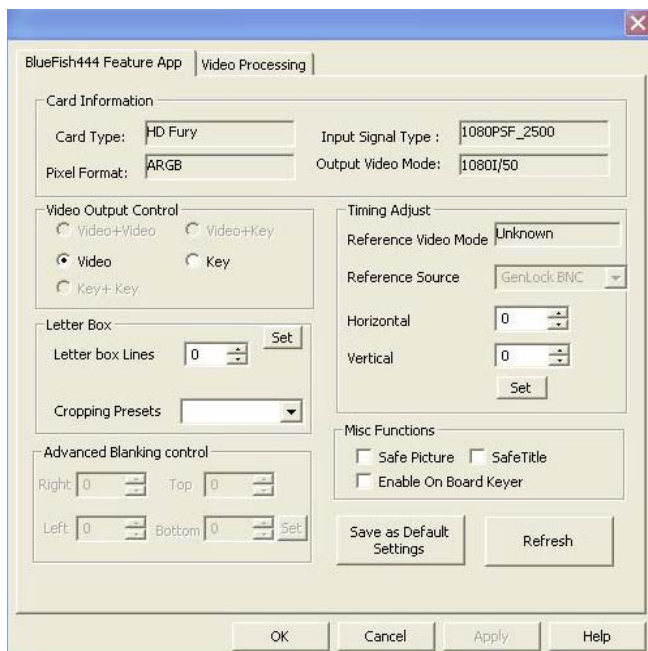 BlueFish444 Feature App
Video Processing
Card Information
Card Type: HD Fury
Input Signal Type : 1080PSF_2500
Pixel Format: ARGB
Output Video Mode: 1080I/50
Video Output Control
Video+Video
Video+Key
Video
Key
Key+ Key
Timing Adjust
Reference Video Mode Unknown
Reference Source GenLock BNC
Horizontal 0
Vertical 0
Set
Letter Box
Letter box Lines 0
Set
Cropping Presets
Advanced Blanking control
Right 0 Top 0
Left 0 Bottom 0 Set
Misc Functions
Safe Picture
SafeTitle
Enable On Board Keyer
Save as Default
Settings
Refresh
OK
Cancel
Apply
Help